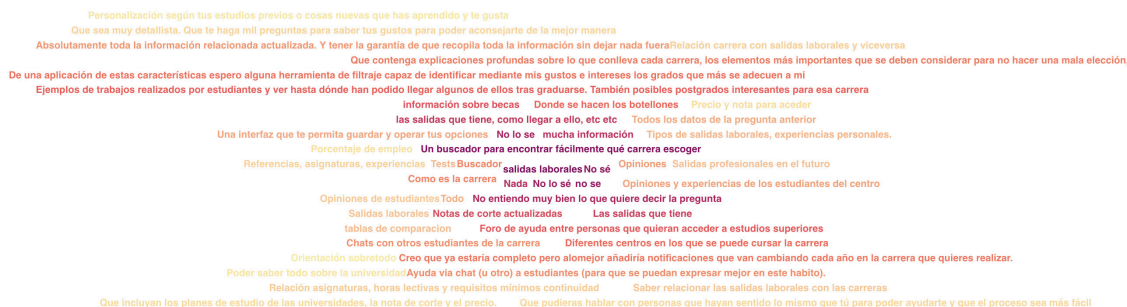 Personalización según tus estudios previos o cosas nuevas que has aprendido y te gusta
Que sea muy detallista. Que te haga mil preguntas para saber tus gustos para poder aconsejarte de la mejor manera
Absolutamente toda la información relacionada actualizada. Y tener la garantía de que recopila toda la información sin dejar nada fuera Relación carrera con salidas laborales y viceversa
Que contenga explicaciones profundas sobre lo que conlleva cada carrera, los elementos más importantes que se deben considerar para no hacer una mala elección
De una aplicación de estas características espero alguna herramienta de filtraje capaz de identificar mediante mis gustos e intereses los grados que más se adecuen a mi
Ejemplos de trabajos realizados por estudiantes y ver hasta dónde han podido llegar algunos de ellos tras graduarse. También posibles postgrados interesantes para esa carrera
información sobre becas Donde se hacen los botellones Precio y nota para aceder
las salidas que tiene, como llegar a ello, etc etc Todos los datos de la pregunta anterior
Una interfaz que te permita guardar y operar tus opciones No lo se mucha información Tipos de salidas laborales, experiencias personales.
Porcentaje de empleo Un buscador para encontrar fácilmente qué carrera escoger
Referencias, asignaturas, experiencias Tests Buscador salidas laborales No sé Opiniones Salidas profesionales en el futuro
Como es la carrera Nada No lo sé no se Opiniones y experiencias de los estudiantes del centro
Opiniones de estudiantes Todo No entiendo muy bien lo que quiere decir la pregunta
Salidas laborales Notas de corte actualizadas Las salidas que tiene
tablas de comparacion Foro de ayuda entre personas que quieran acceder a estudios superiores
Chats con otros estudiantes de la carrera Diferentes centros en los que se puede cursar la carrera
Orientación sobretodo Creo que ya estaría completo pero alomejor añadiría notificaciones que van cambiando cada año en la carrera que quieres realizar.
Poder saber todo sobre la universidad Ayuda via chat (u otro) a estudiantes (para que se puedan expresar mejor en este habito).
Relación asignaturas, horas lectivas y requisitos mínimos continuidad Saber relacionar las salidas laborales con las carreras
Que incluyan los planes de estudio de las universidades, la nota de corte y el precio. Que pudieras hablar con personas que hayan sentido lo mismo que tú para poder ayudarte y que el proceso sea más fácil